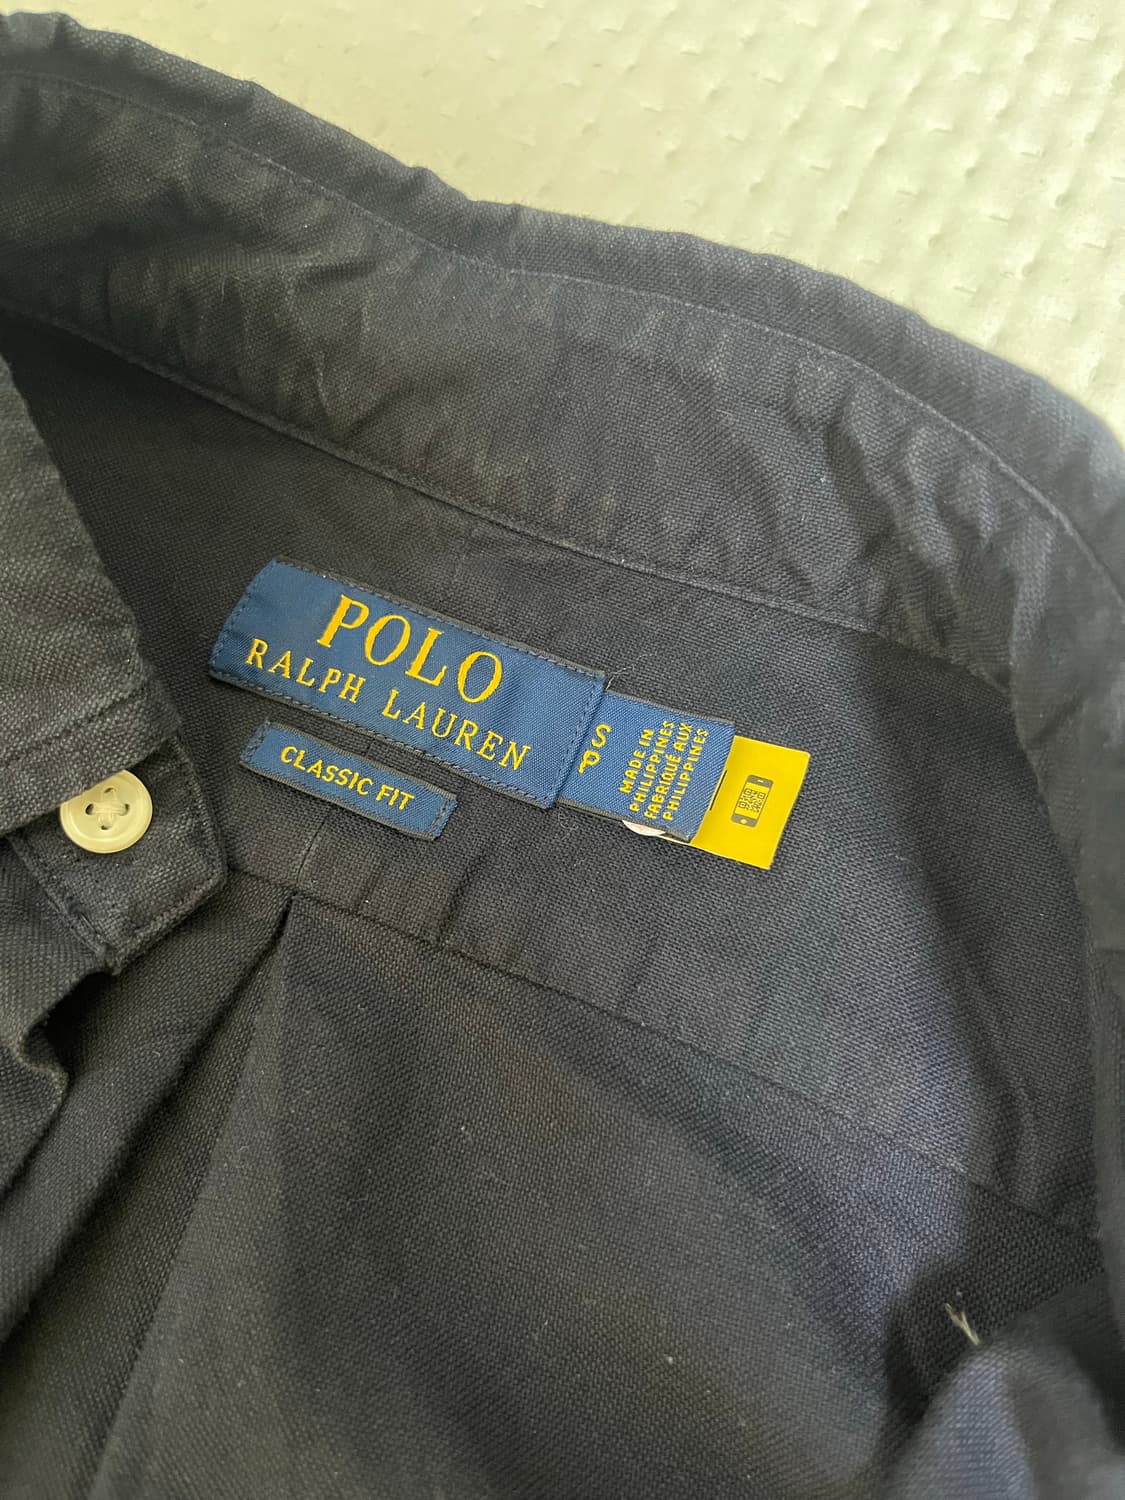 POLO
RALPH LAUREN
CLASSIC FIT
S
P
MADE IN
PHILIPPINES
FABRIQUÉ AUX
PHILIPPINES